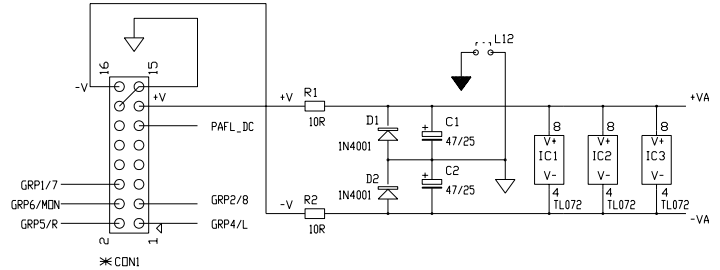 16
15
-V
+V
PAFL_DC
GRP1/7
GRP6/MON
GRP5/R
GRP2/8
GRP4/L
2
1
✳ CON1
+V
R1
10R
-V
R2
10R
D1
1N4001
D2
1N4001
+
C1
47/25
+
C2
47/25
L12
+VA
8
V+
IC1
V-
4
TL072
8
V+
IC2
V-
4
TL072
8
V+
IC3
V-
4
TL072
-VA